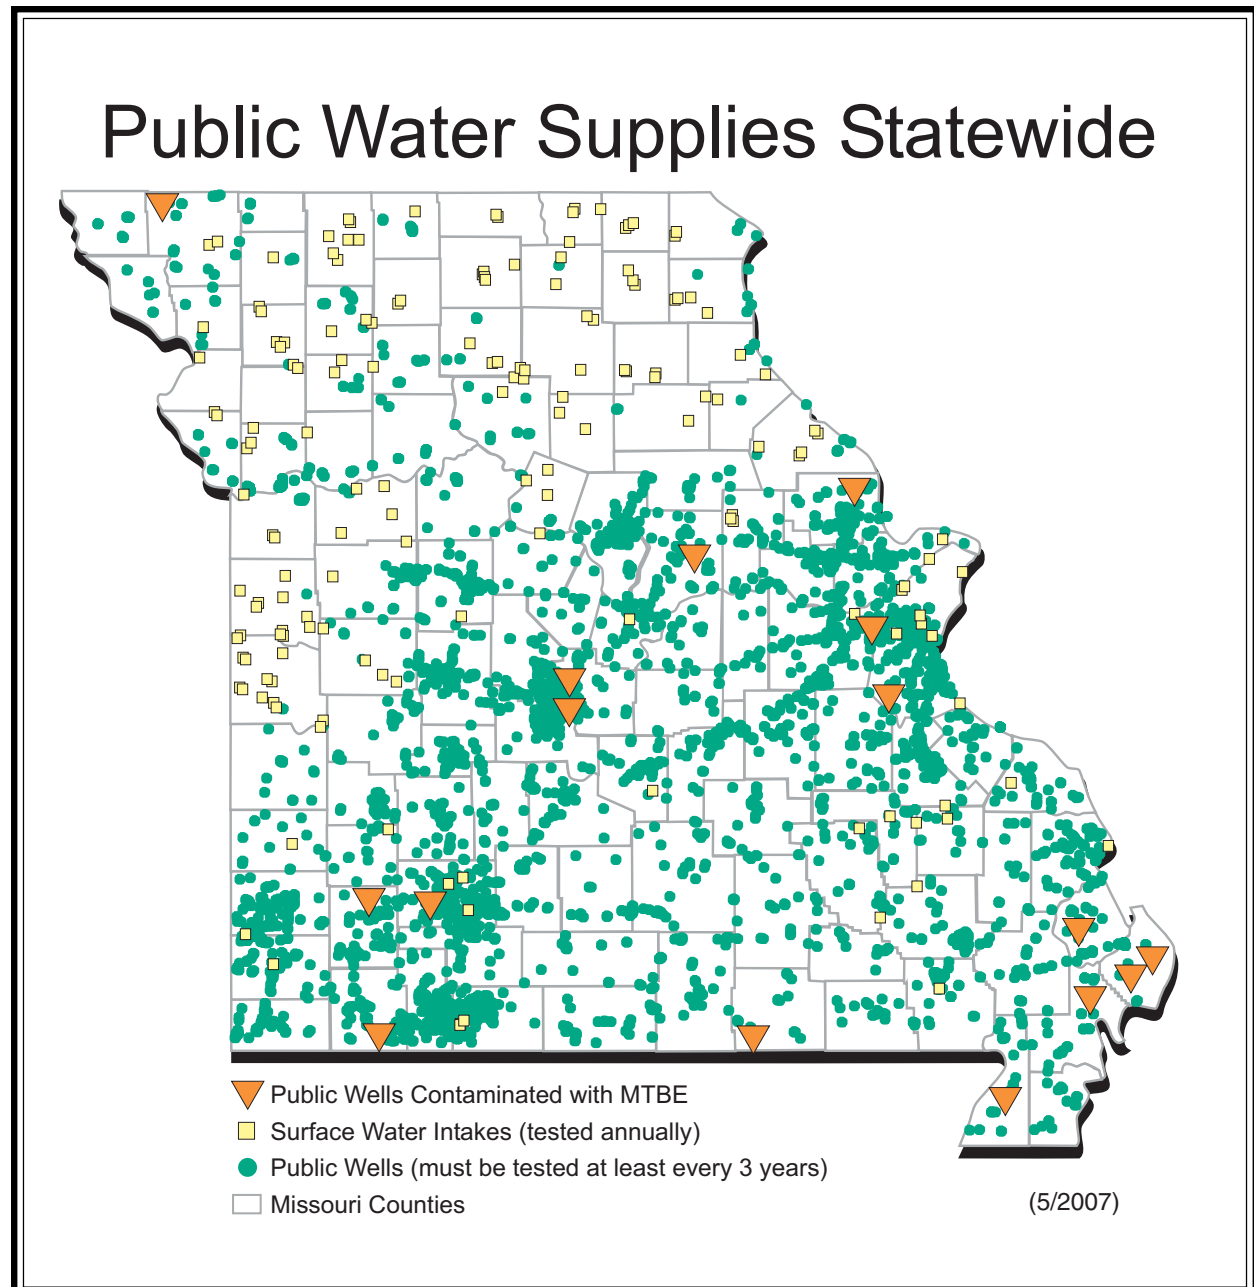 Public Water Supplies Statewide
Public Wells Contaminated with MTBE
Surface Water Intakes (tested annually)
Public Wells (must be tested at least every 3 years)
Missouri Counties
(5/2007)